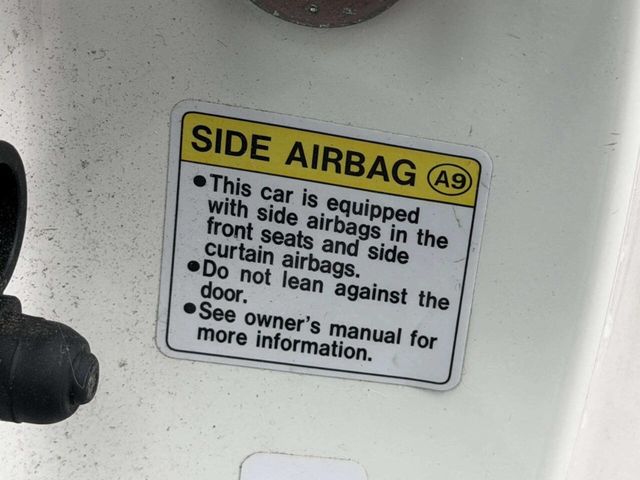 SIDE AIRBAG A9
•This car is equipped
with side airbags in the
front seats and side
curtain airbags.
•Do not lean against the
door.
•See owner's manual for
more information.